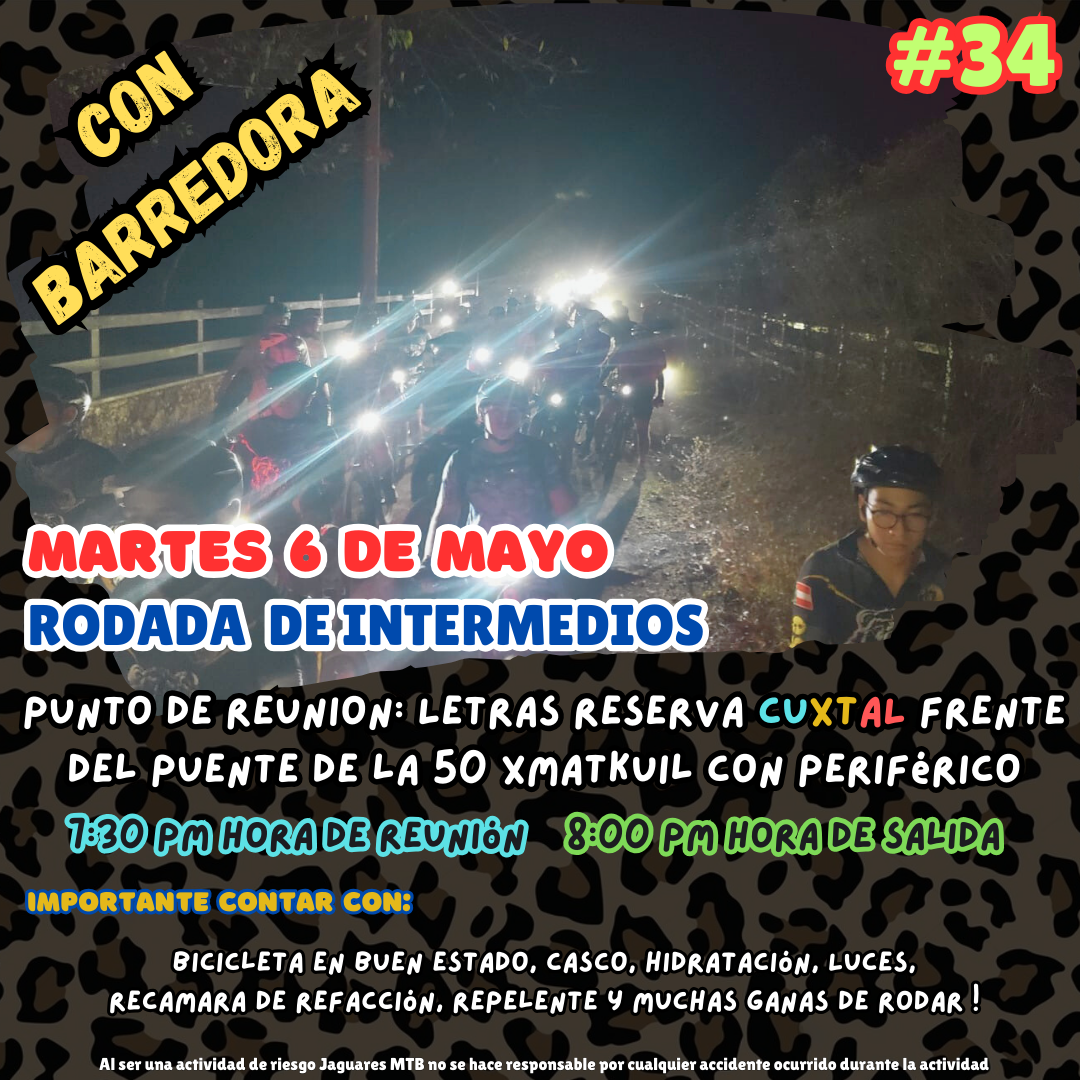 CON
BARREDORA
#34
MARTES 6 DE MAYO
RODADA DE INTERMEDIOS
PUNTO DE REUNION: LETRAS RESERVA CUXTAL FRENTE
DEL PUENTE DE LA 50 XMATKUIL CON PERIFÉRICO
7:30 PM HORA DE REUNIÓN 8:00 PM HORA DE SALIDA
IMPORTANTE CONTAR CON:
BICICLETA EN BUEN ESTADO, CASCO, HIDRATACIÓN, LUCES,
RECAMARA DE REFACCIÓN, REPELENTE Y MUCHAS GANAS DE RODAR !
Al ser una actividad de riesgo Jaguares MTB no se hace responsable por cualquier accidente ocurrido durante la actividad